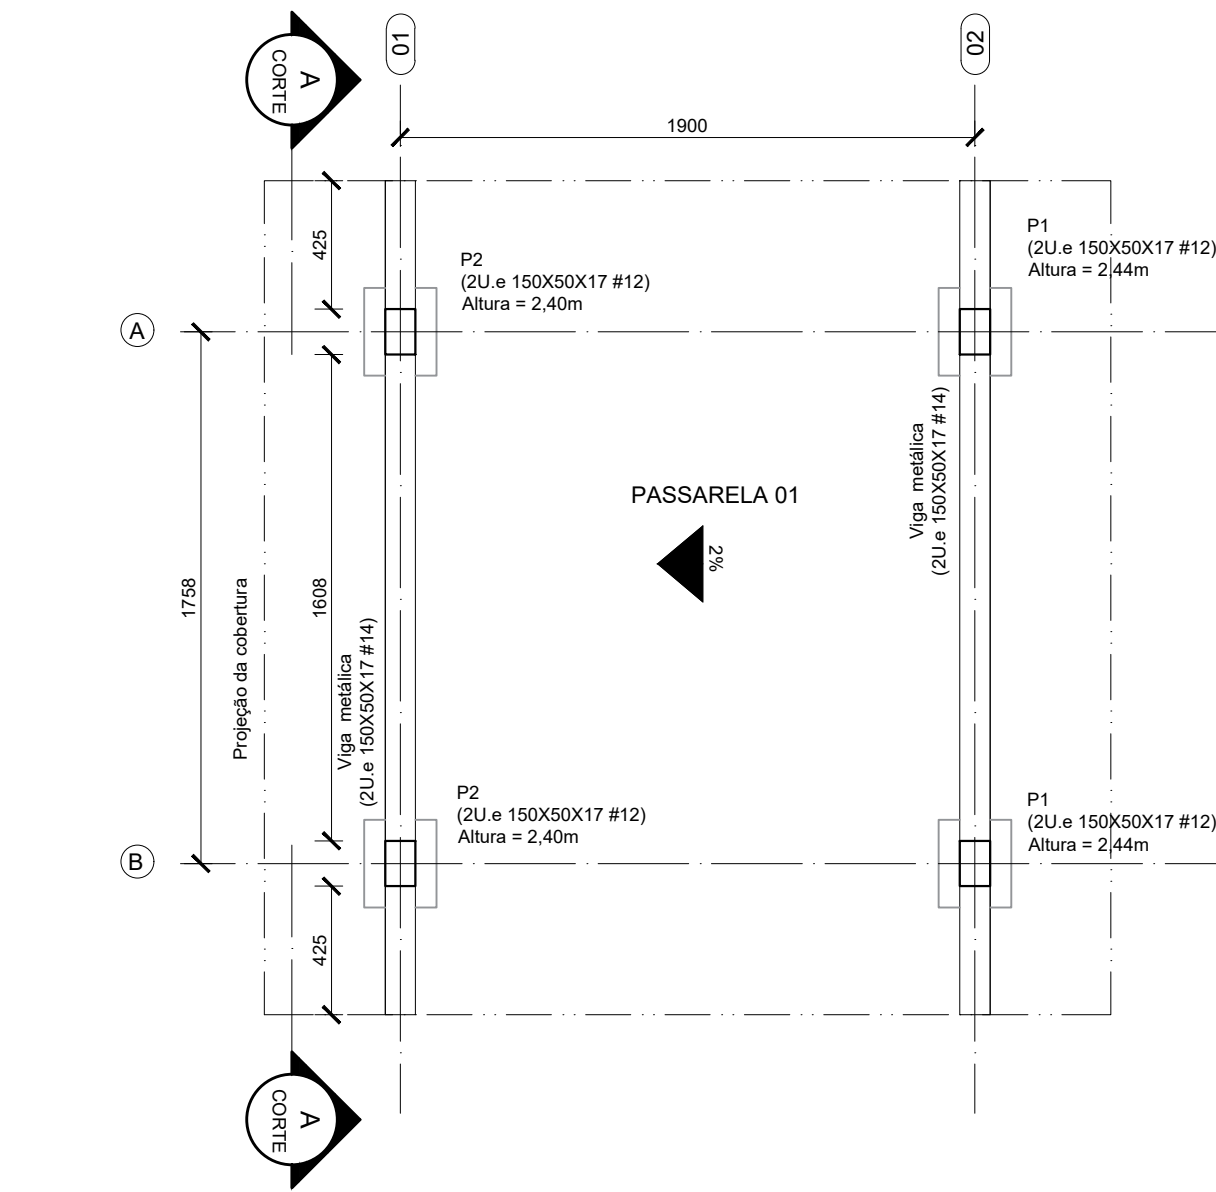 01
02
A
CORTE
1900
425
P2
(2U.e 150X50X17 #12)
Altura = 2,40m
P1
(2U.e 150X50X17 #12)
Altura = 2,44m
A
Viga metálica
(2U.e 150X50X17 #14)
PASSARELA 01
2%
1758
1608
Projeção da cobertura
Viga metálica
(2U.e 150X50X17 #14)
P2
(2U.e 150X50X17 #12)
Altura = 2,40m
P1
(2U.e 150X50X17 #12)
Altura = 2,44m
B
425
A
CORTE